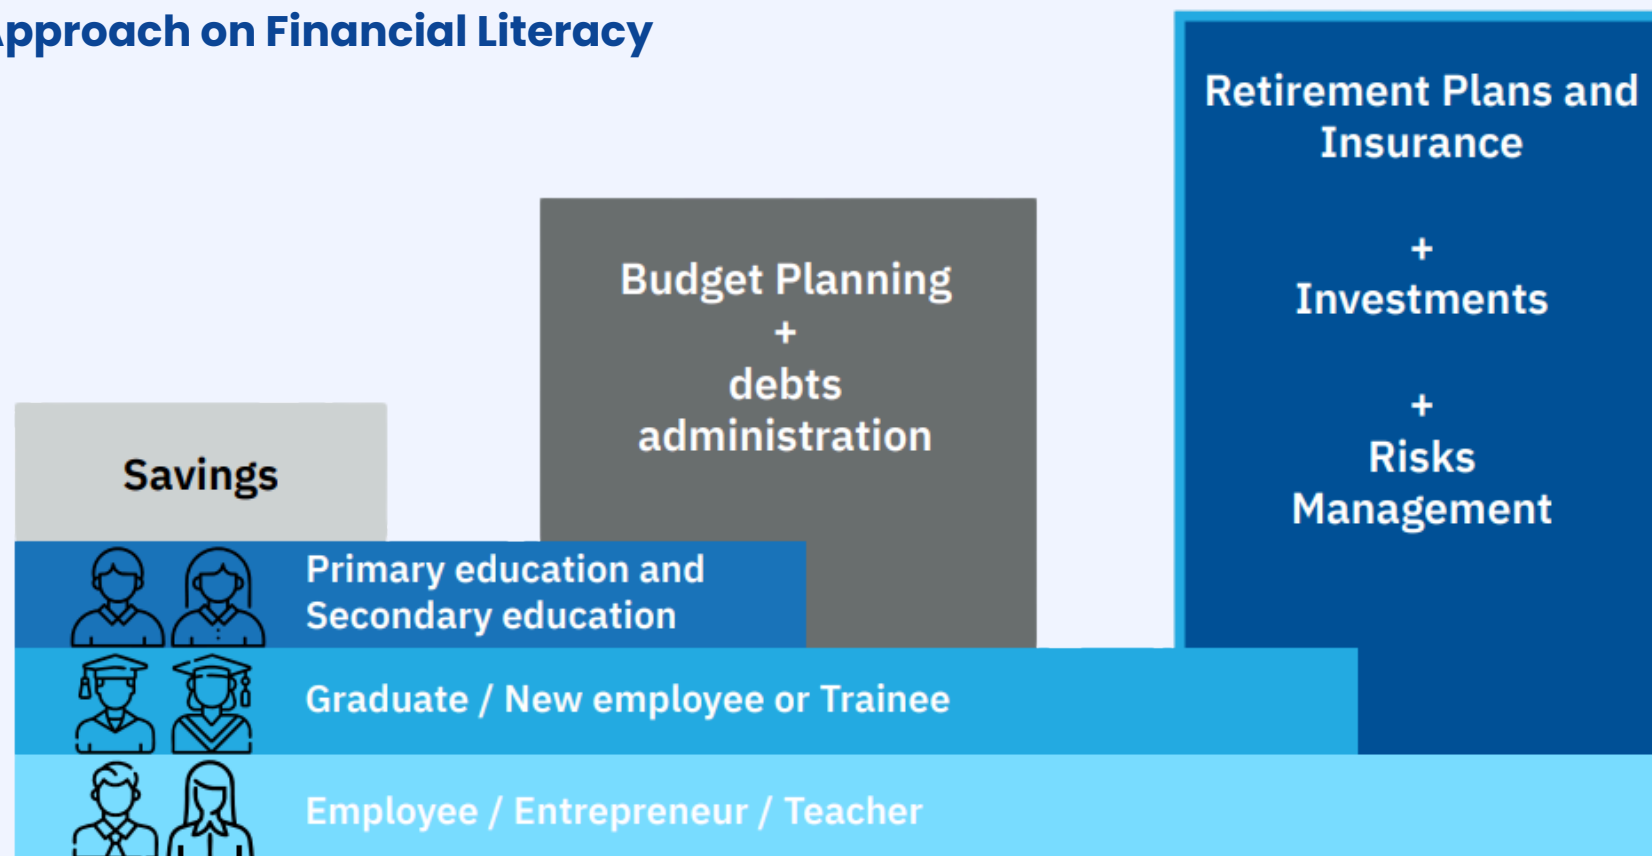 pproach on Financial Literacy
Retirement Plans and
Insurance
+
Investments
+
Risks
Management
Budget Planning
+
debts
administration
Savings
Primary education and
Secondary education
Graduate / New employee or Trainee
Employee / Entrepreneur / Teacher